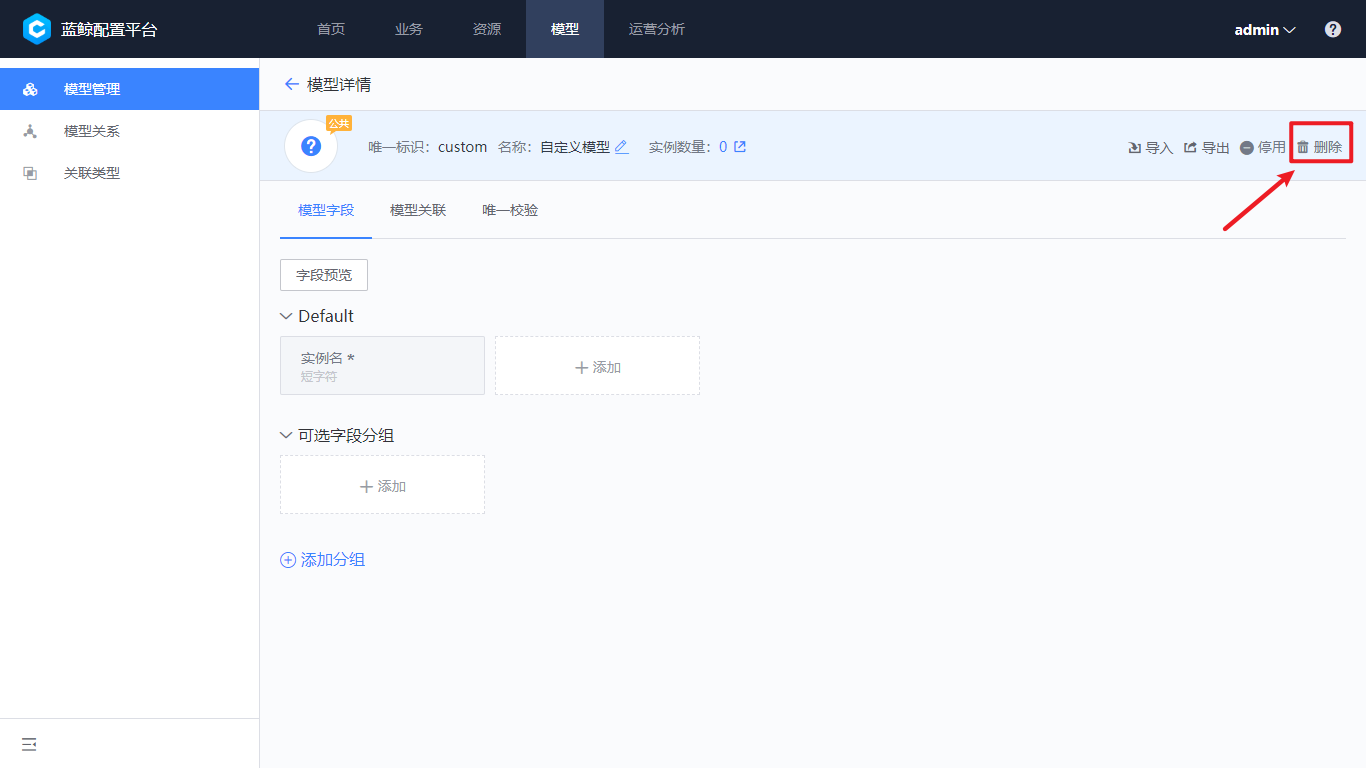 蓝鲸配置平台
首页 业务 资源 模型 运营分析
admin
模型管理
模型关系
关联类型
模型详情
公共
唯一标识: custom 名称: 自定义模型 实例数量: 0
导入 导出 停用 删除
模型字段 模型关联 唯一校验
字段预览
Default
实例名 *
短字符
添加
可选字段分组
添加
添加分组